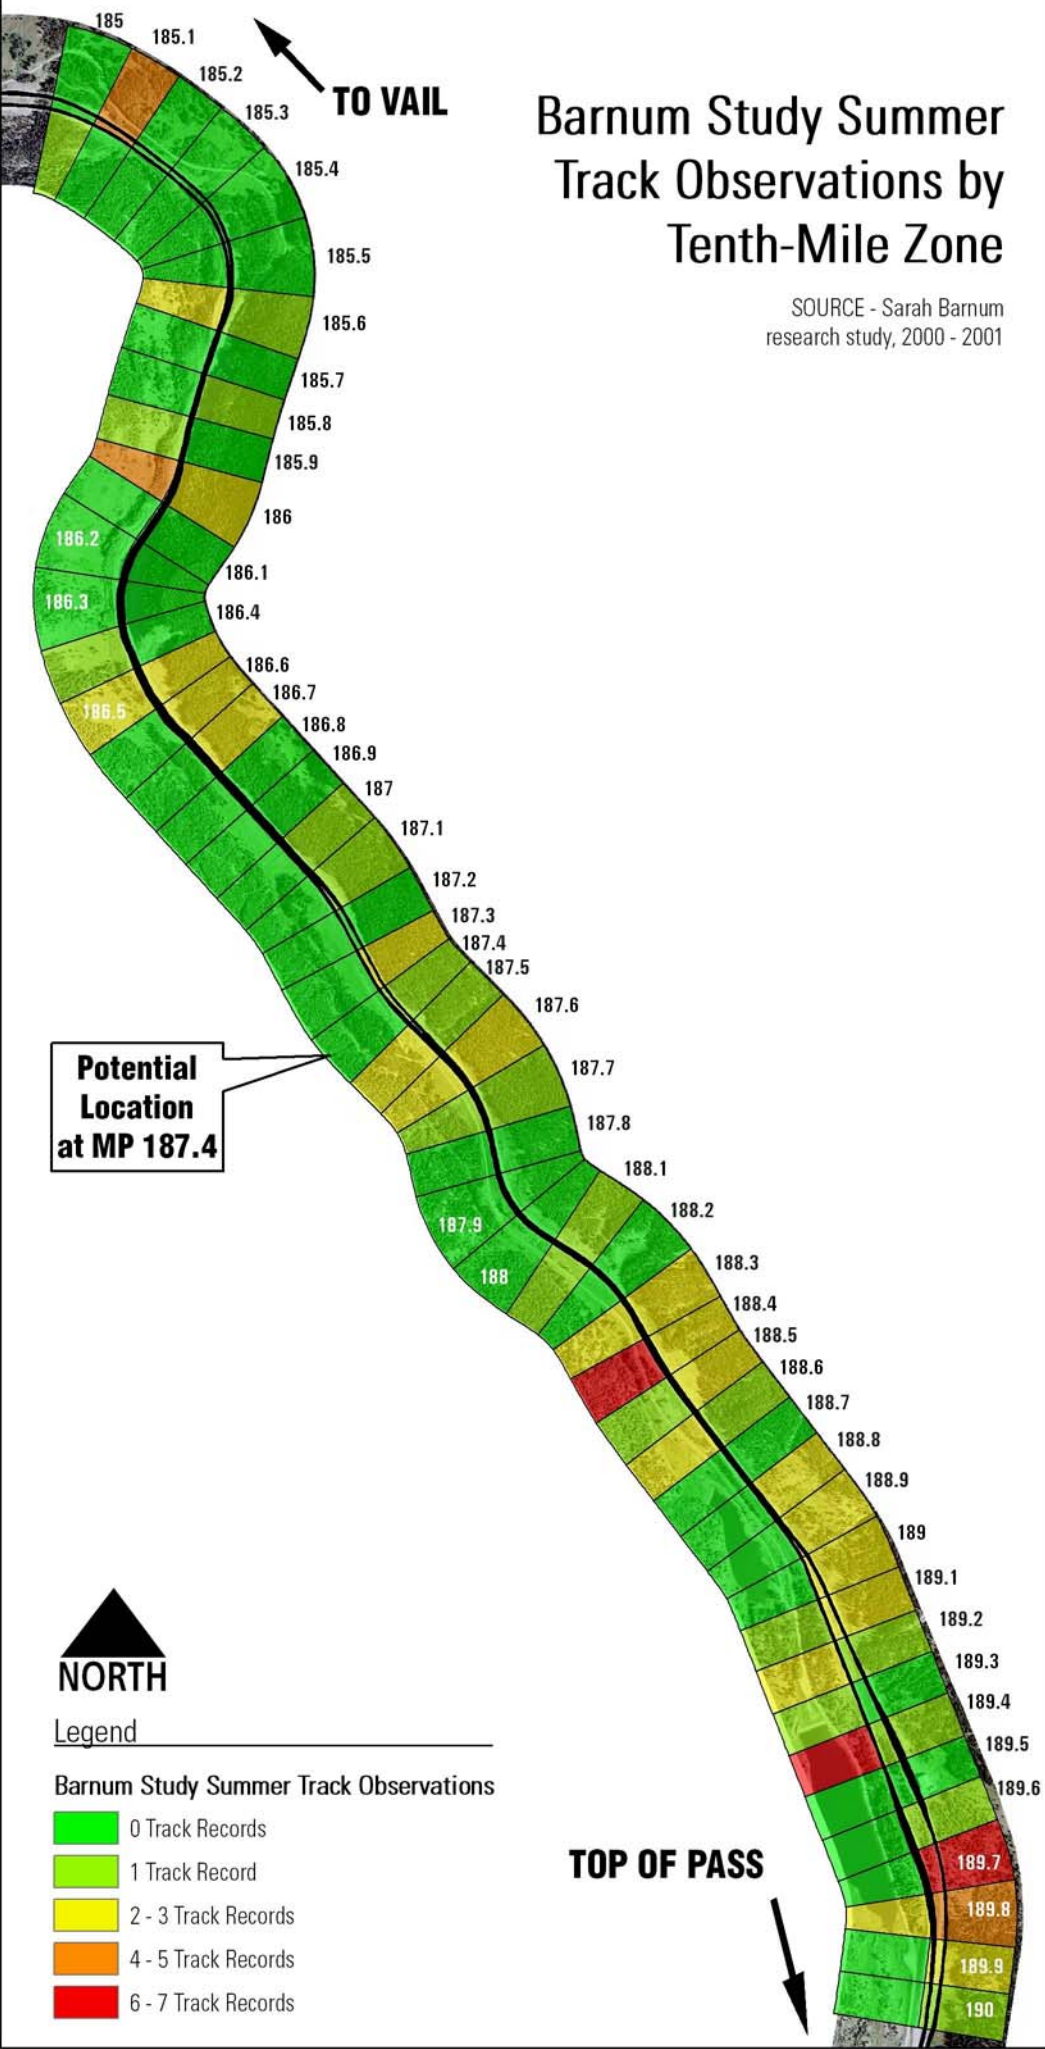 Barnum Study Summer
Track Observations by
Tenth-Mile Zone
SOURCE - Sarah Barnum
research study, 2000 - 2001
TO VAIL
185
185.1
185.2
185.3
185.4
185.5
185.6
185.7
185.8
185.9
186
186.1
186.2
186.3
186.4
186.5
186.6
186.7
186.8
186.9
187
187.1
187.2
187.3
187.4
187.5
187.6
187.7
187.8
187.9
188
188.1
188.2
188.3
188.4
188.5
188.6
188.7
188.8
188.9
189
189.1
189.2
189.3
189.4
189.5
189.6
189.7
189.8
189.9
190
Potential
Location
at MP 187.4
TOP OF PASS
NORTH
Legend
Barnum Study Summer Track Observations
0 Track Records
1 Track Record
2 - 3 Track Records
4 - 5 Track Records
6 - 7 Track Records